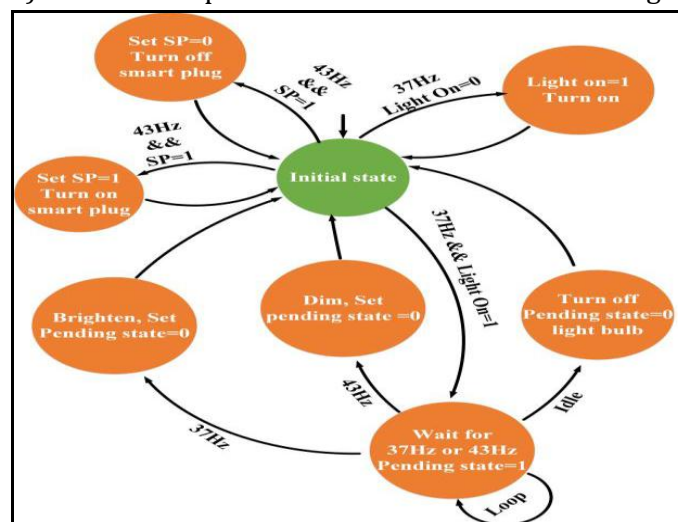 Set SP=0
Turn off
smart plug
43Hz
&&
SP=1
37Hz
Light On=0
Light on=1
Turn on
43Hz
&&
SP=1
Set SP=1
Turn on
smart plug
Initial state
37Hz && Light On=1
Brighten, Set
Pending state=0
Dim, Set
pending state =0
Turn off
Pending state=0
light bulb
37Hz
43Hz
Idle
Wait for
37Hz or 43Hz
Pending state=1
Loop